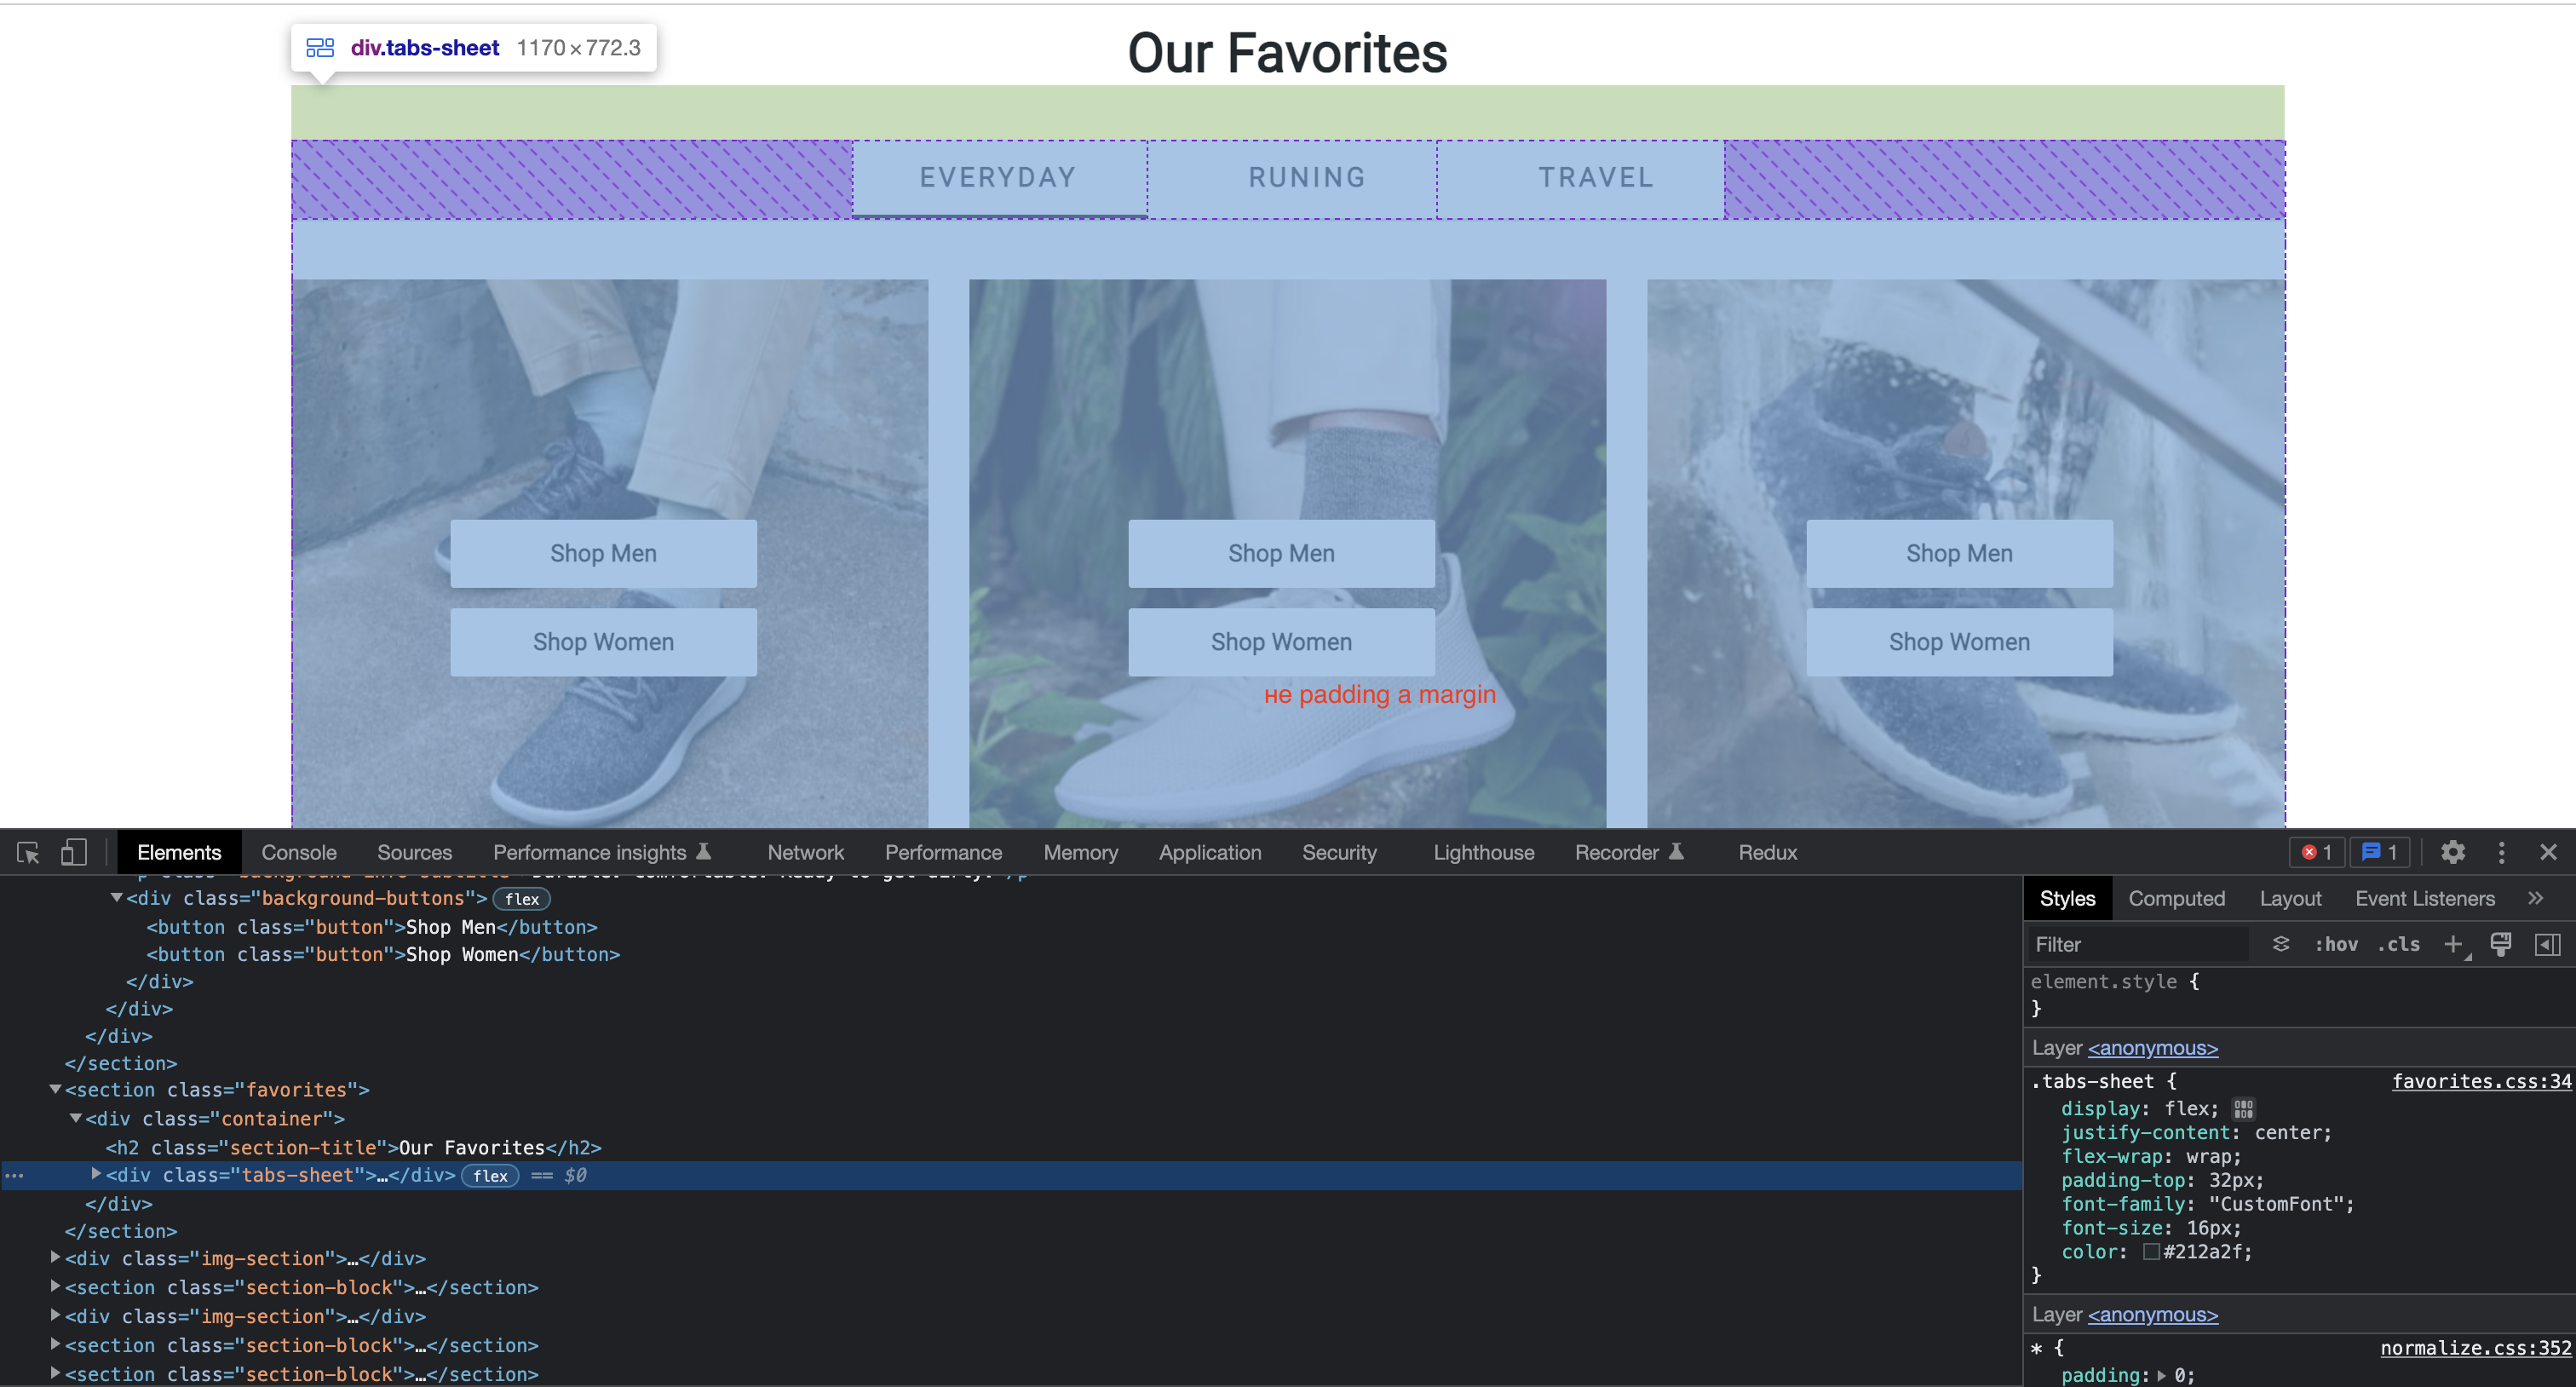 div.tabs-sheet 1170×772.3
Our Favorites
EVERYDAY RUNING TRAVEL
Shop Men Shop Men Shop Men
Shop Women Shop Women Shop Women
не padding а margin
Elements Console Sources Performance insights Network Performance Memory Application Security Lighthouse Recorder Redux 1 1
<div class="background-buttons"> flex
<button class="button">Shop Men</button>
<button class="button">Shop Women</button>
</div>
</div>
</div>
</section>
<section class="favorites">
<div class="container">
<h2 class="section-title">Our Favorites</h2>
<div class="tabs-sheet">…</div> flex == $0
</div>
</section>
<div class="img-section">…</div>
<section class="section-block">…</section>
<div class="img-section">…</div>
<section class="section-block">…</section>
<section class="section-block">…</section>
Styles Computed Layout Event Listeners
Filter :hov .cls
element.style {
}
Layer <anonymous>
.tabs-sheet { favorites.css:34
display: flex;
justify-content: center;
flex-wrap: wrap;
padding-top: 32px;
font-family: "CustomFont";
font-size: 16px;
color: #212a2f;
}
Layer <anonymous>
* { normalize.css:352
padding: 0;